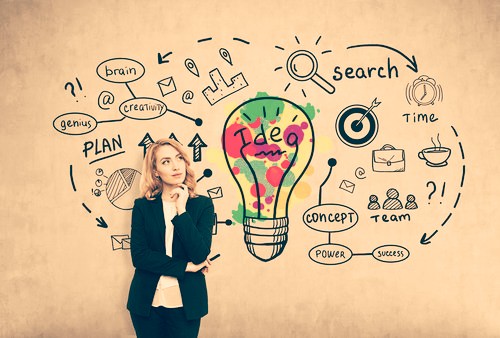 brain
?!
@
@
creativity
genius
PLAN
search
Time
Idea
?!
Team
CONCEPT
POWER
SUCCESS